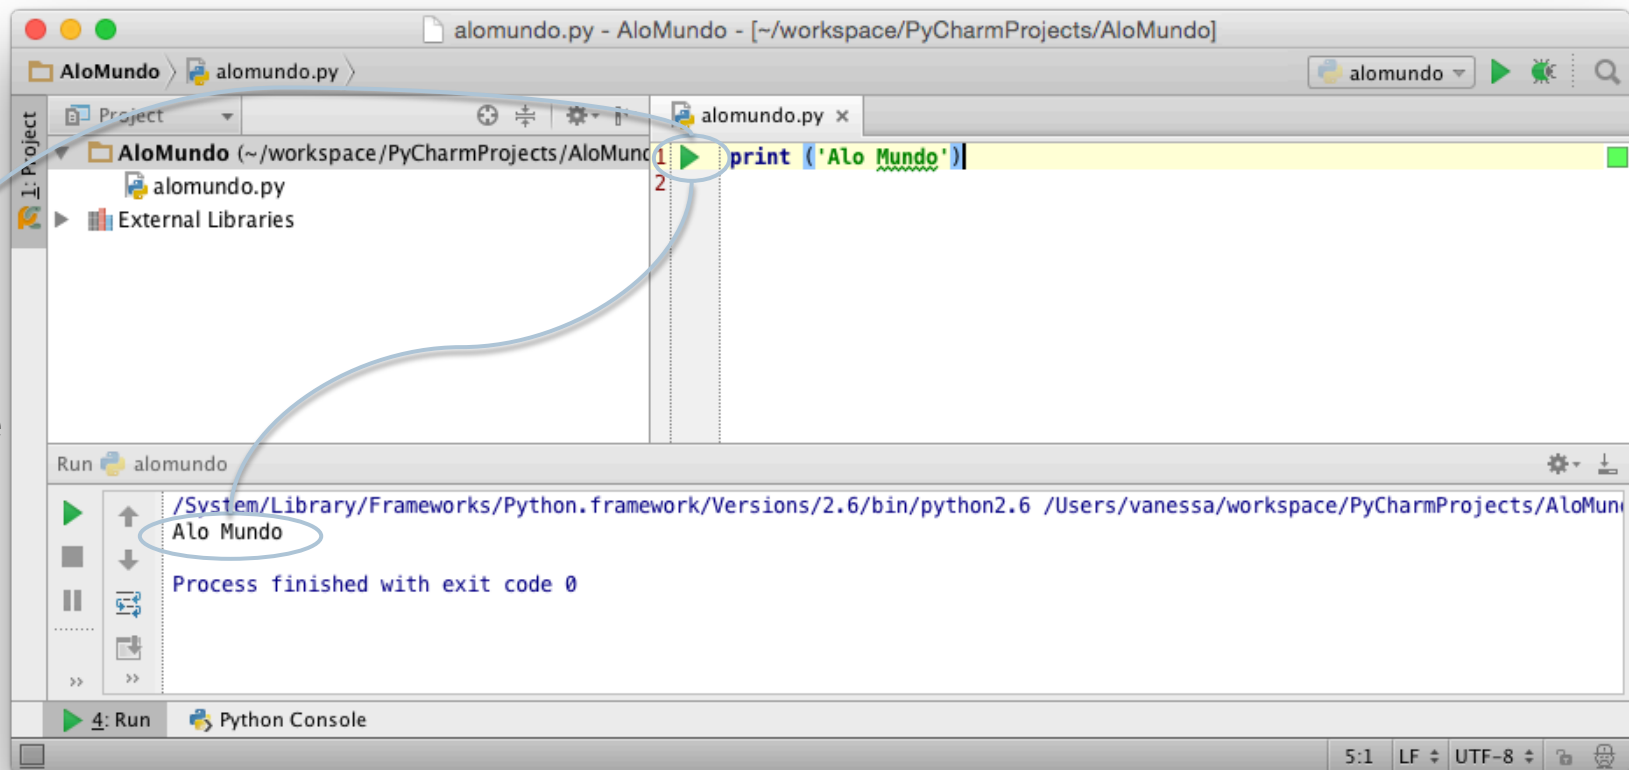 alomundo.py - AloMundo - [~/workspace/PyCharmProjects/AloMundo]
AloMundo alomundo.py
alomundo
1: Project
Project
alomundo.py
AloMundo (~/workspace/PyCharmProjects/AloMund
alomundo.py
External Libraries
1 print ('Alo Mundo')
2
Run alomundo
/System/Library/Frameworks/Python.framework/Versions/2.6/bin/python2.6 /Users/vanessa/workspace/PyCharmProjects/AloMun
Alo Mundo
Process finished with exit code 0
4: Run Python Console
5:1 LF UTF-8